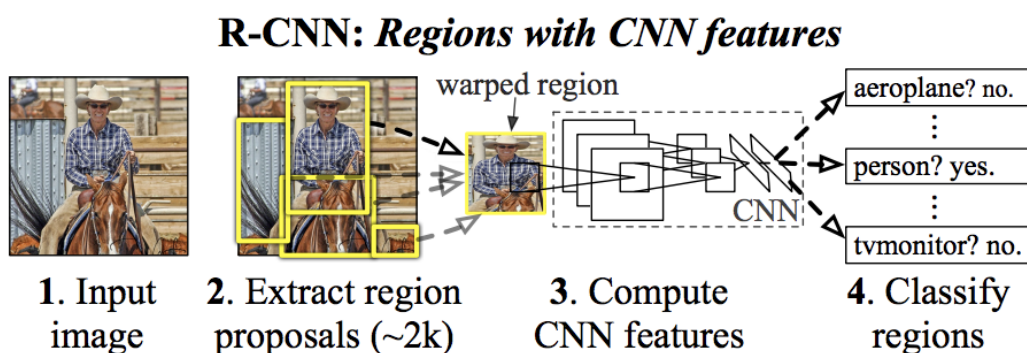 R-CNN: Regions with CNN features
warped region
aeroplane? no.
⋮
person? yes.
⋮
tvmonitor? no.
CNN
1. Input
image
2. Extract region
proposals (~2k)
3. Compute
CNN features
4. Classify
regions